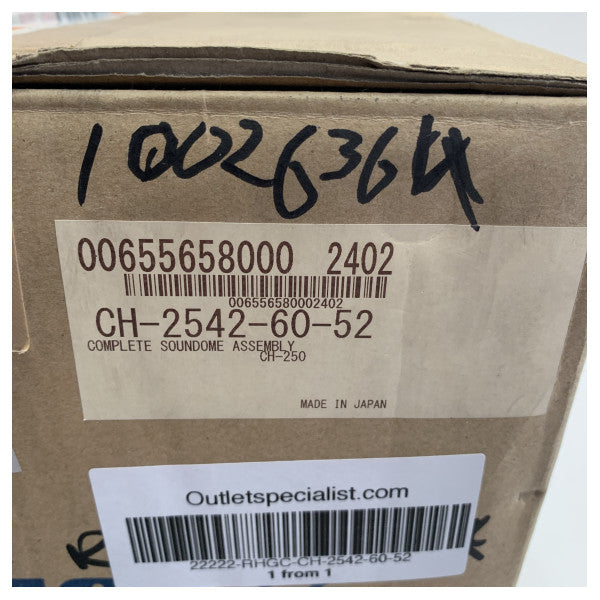 00655658000 2402
006556580002402
CH-2542-60-52
COMPLETE SOUNDOME ASSEMBLY
CH-250
MADE IN JAPAN
Outletspecialist.com
22222-RHGC-CH-2542-60-52
1 from 1